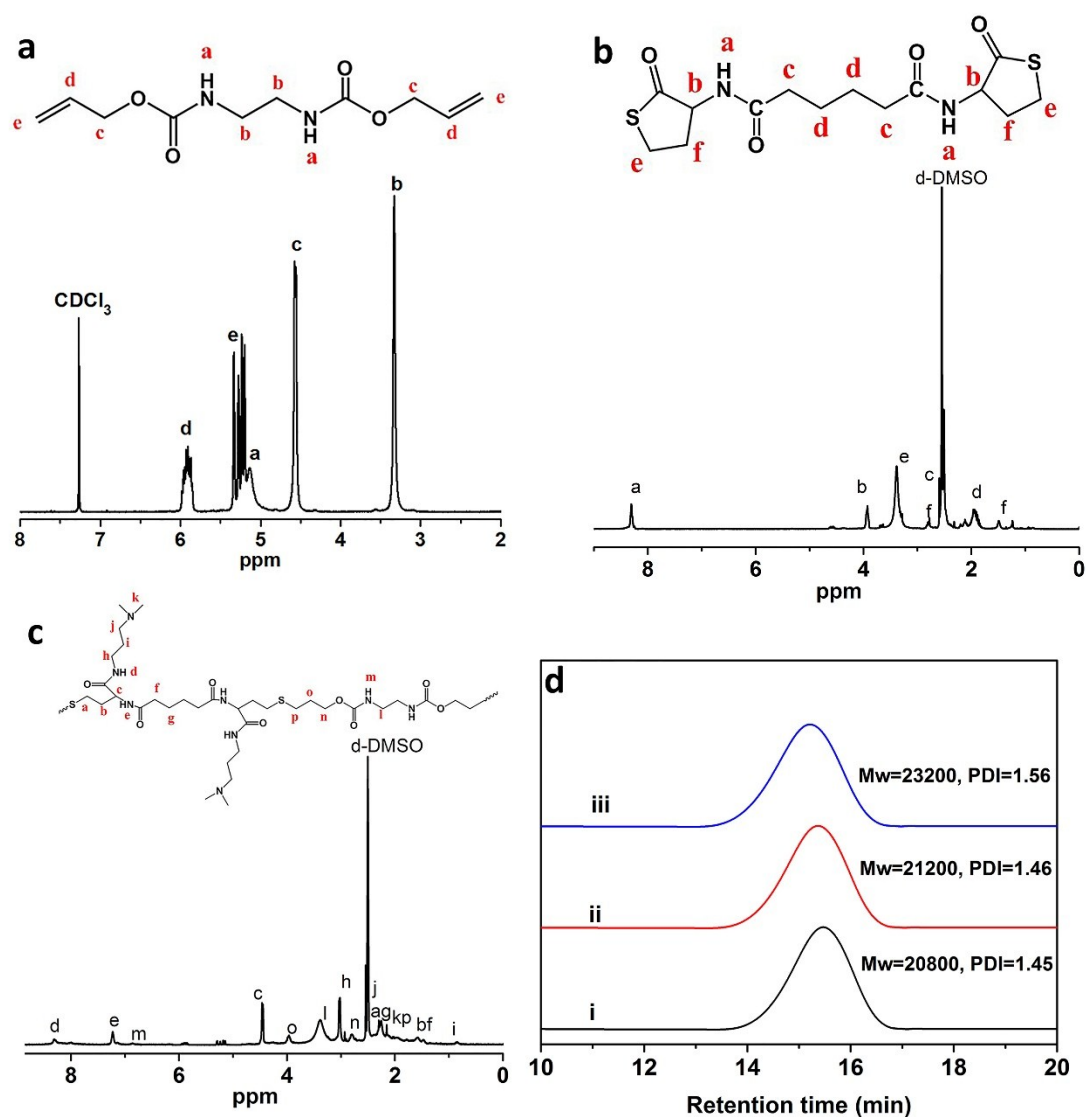 a
a
H
N
b
O
c
e
d
e
O
c
O
b
N
H
a
O
d
b
c
CDCl3
e
d
a
8 7 6 5 4 3 2
ppm
b
O
S
a
H
N
b
c
d
O
b
O
S
S
O
d
c
N
H
a
e
f
e
f
d-DMSO
a
b
e
c
f
d
f
8 6 4 2 0
ppm
c
k
N
j
i
h
HN d
O
c
S
a
b
N
H
e
O
f
g
O
H
N
S
o
p
n
O
m
H
N
O
l
N
H
O
O
HN
O
N
d-DMSO
d
e
m
c
o
l
h
n
j
ag
kp
bf
i
8 6 4 2 0
ppm
d
iii
Mw=23200, PDI=1.56
ii
Mw=21200, PDI=1.46
i
Mw=20800, PDI=1.45
10 12 14 16 18 20
Retention time (min)